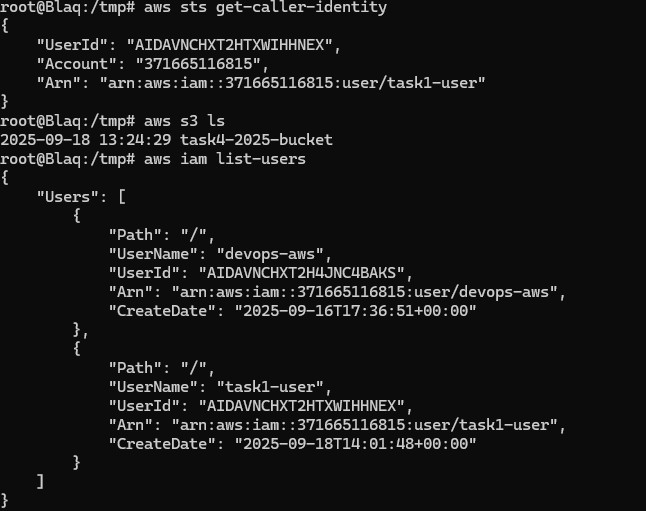 root@Blaq:/tmp# aws sts get-caller-identity
{
    "UserId": "AIDAVNCHXT2HTXWIHHNEX",
    "Account": "371665116815",
    "Arn": "arn:aws:iam::371665116815:user/task1-user"
}
root@Blaq:/tmp# aws s3 ls
2025-09-18 13:24:29 task4-2025-bucket
root@Blaq:/tmp# aws iam list-users
{
    "Users": [
        {
            "Path": "/",
            "UserName": "devops-aws",
            "UserId": "AIDAVNCHXT2H4JNC4BAKS",
            "Arn": "arn:aws:iam::371665116815:user/devops-aws",
            "CreateDate": "2025-09-16T17:36:51+00:00"
        },
        {
            "Path": "/",
            "UserName": "task1-user",
            "UserId": "AIDAVNCHXT2HTXWIHHNEX",
            "Arn": "arn:aws:iam::371665116815:user/task1-user",
            "CreateDate": "2025-09-18T14:01:48+00:00"
        }
    ]
}